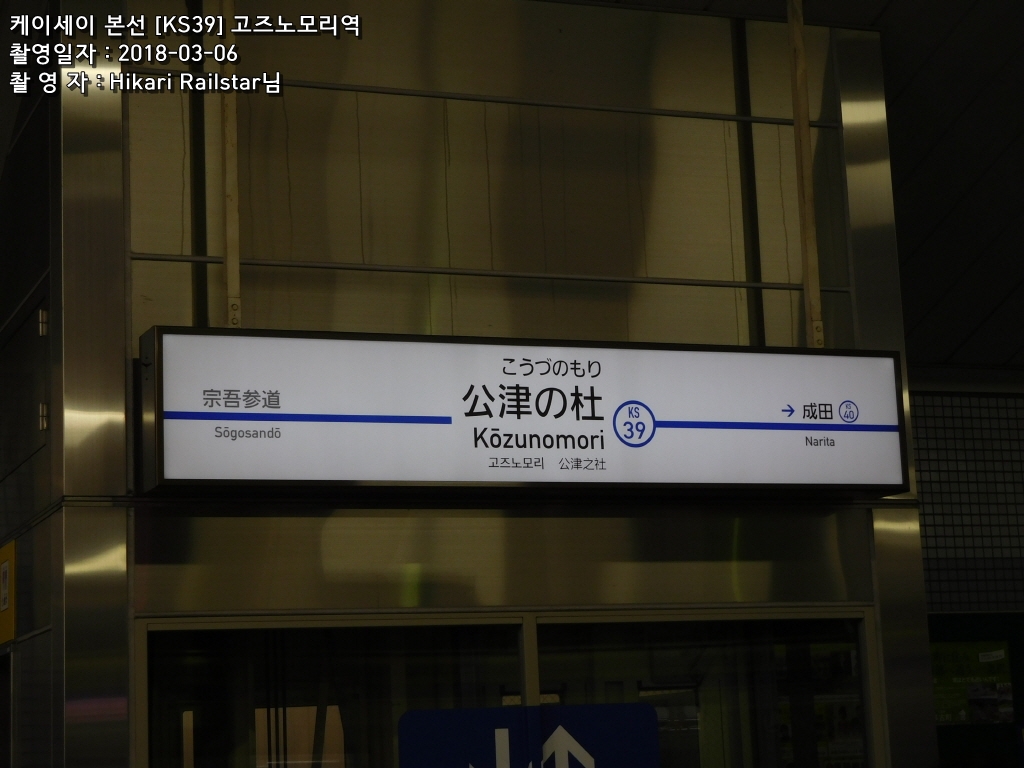 케이세이 본선 [KS39] 고즈노모리역
촬영일자 : 2018-03-06
촬 영 자 : Hikari Railstar님
こうづのもり
宗吾参道
公津の杜
KS
39
→ 成田
KS
40
Sōgosandō
Kōzunomori
Narita
고즈노모리 公津之社